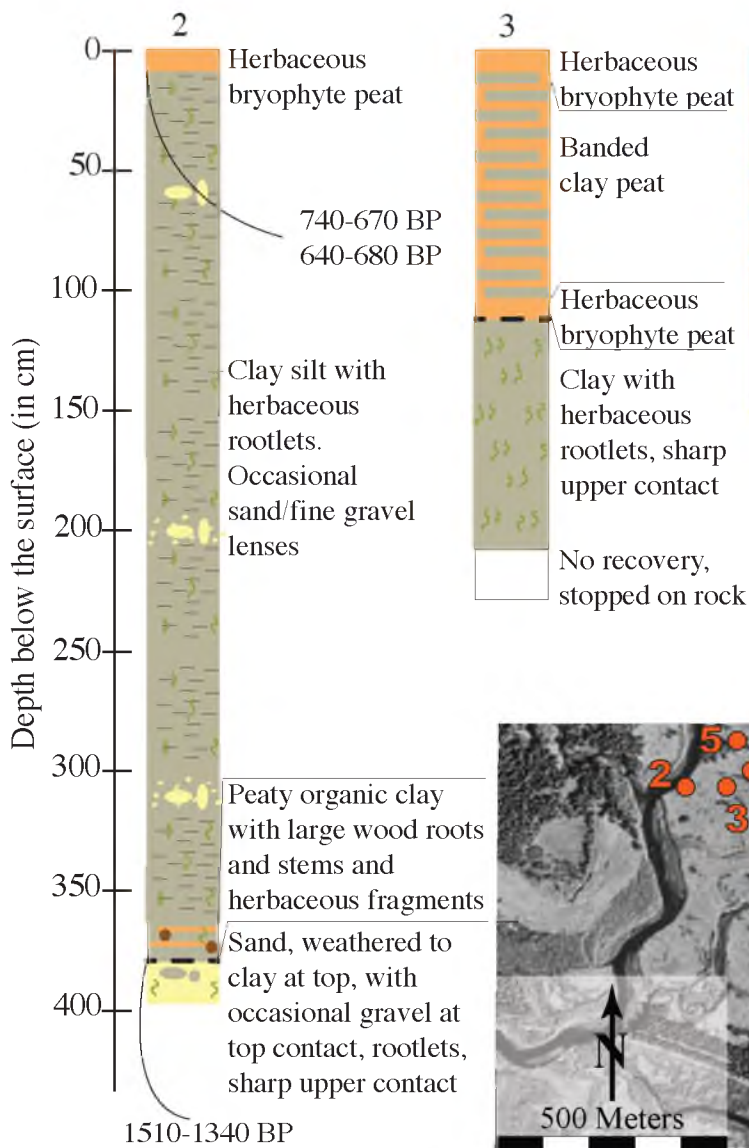 2
3
0
50
100
150
200
250
300
350
400
Depth below the surface (in cm)
Herbaceous
bryophyte peat
740-670 BP
640-680 BP
Clay silt with
herbaceous
rootlets.
Occasional
sand/fine gravel
lenses
Peaty organic clay
with large wood roots
and stems and
herbaceous fragments
Sand, weathered to
clay at top, with
occasional gravel at
top contact, rootlets,
sharp upper contact
1510-1340 BP
Herbaceous
bryophyte peat
Banded
clay peat
Herbaceous
bryophyte peat
Clay with
herbaceous
rootlets, sharp
upper contact
No recovery,
stopped on rock
5
2
3
N
500 Meters